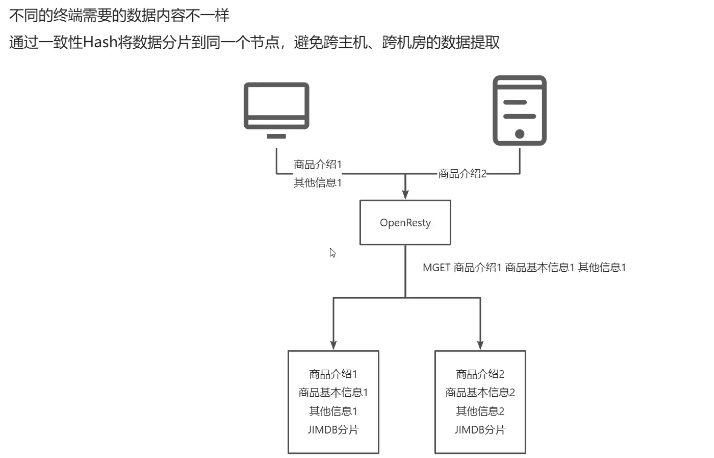 不同的终端需要的数据内容不一样
通过一致性Hash将数据分片到同一个节点，避免跨主机、跨机房的数据提取
商品介绍1
其他信息1
商品介绍2
OpenResty
MGET 商品介绍1 商品基本信息1 其他信息1
商品介绍1
商品基本信息1
其他信息1
JIMDB分片
商品介绍2
商品基本信息2
其他信息2
JIMDB分片